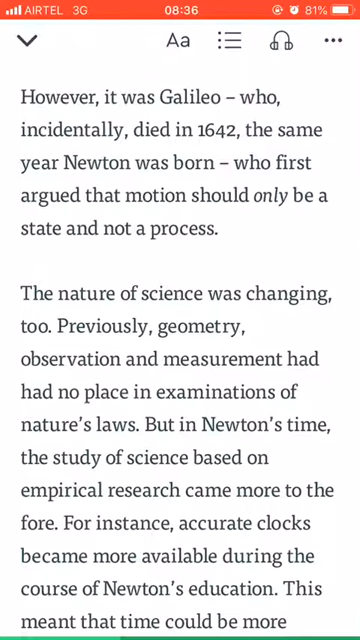 AIRTEL 3G 08:36 81%
Aa
However, it was Galileo – who,
incidentally, died in 1642, the same
year Newton was born – who first
argued that motion should only be a
state and not a process.
The nature of science was changing,
too. Previously, geometry,
observation and measurement had
had no place in examinations of
nature's laws. But in Newton's time,
the study of science based on
empirical research came more to the
fore. For instance, accurate clocks
became more available during the
course of Newton's education. This
meant that time could be more